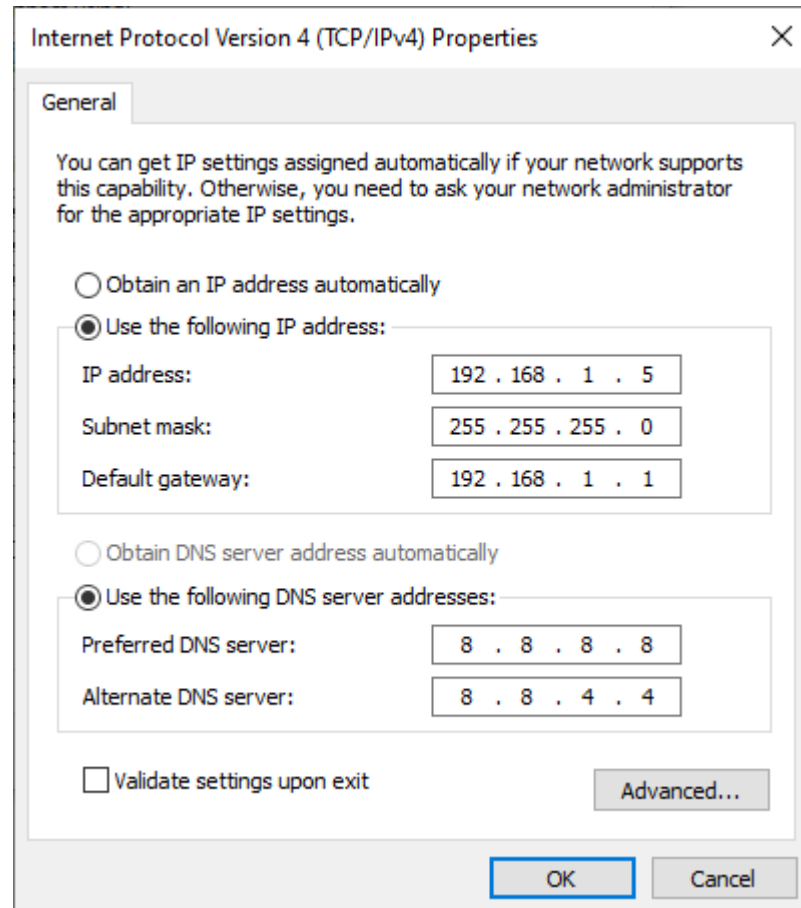 Internet Protocol Version 4 (TCP/IPv4) Properties
General
You can get IP settings assigned automatically if your network supports
this capability. Otherwise, you need to ask your network administrator
for the appropriate IP settings.
Obtain an IP address automatically
Use the following IP address:
IP address: 192 . 168 . 1 . 5
Subnet mask: 255 . 255 . 255 . 0
Default gateway: 192 . 168 . 1 . 1
Obtain DNS server address automatically
Use the following DNS server addresses:
Preferred DNS server: 8 . 8 . 8 . 8
Alternate DNS server: 8 . 8 . 4 . 4
Validate settings upon exit
Advanced...
OK Cancel